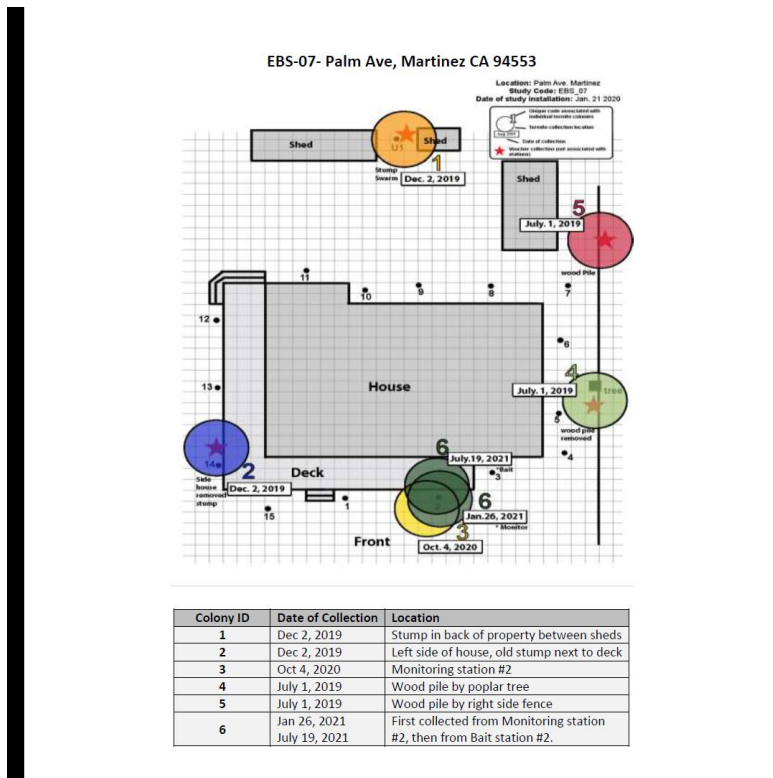 EBS-07- Palm Ave, Martinez CA 94553
Location: Palm Ave. Martinez
Study Code: EBS_07
Date of study installation: Jan, 21 2020
Unique code associated with
individual termite colonies
Termite collection location
Aug 2001
Date of collection
Voucher collection (not associated with
stations)
Shed
U1
Shed
1
Stump
Swarm
Dec. 2, 2019
Shed
5
July. 1, 2019
wood Pile
11
10
9
8
7
12
6
House
4
13
July. 1, 2019
tree
5
wood pile
removed
6
July.19, 2021
4
14
2
Deck
*Bait
3
Side
house
removed
stump
Dec. 2, 2019
6
1
2
15
Jan.26, 2021
* Monitor
3
Front
Oct. 4, 2020
Colony ID Date of Collection Location
1 Dec 2, 2019 Stump in back of property between sheds
2 Dec 2, 2019 Left side of house, old stump next to deck
3 Oct 4, 2020 Monitoring station #2
4 July 1, 2019 Wood pile by poplar tree
5 July 1, 2019 Wood pile by right side fence
6 Jan 26, 2021 First collected from Monitoring station
July 19, 2021 #2, then from Bait station #2.